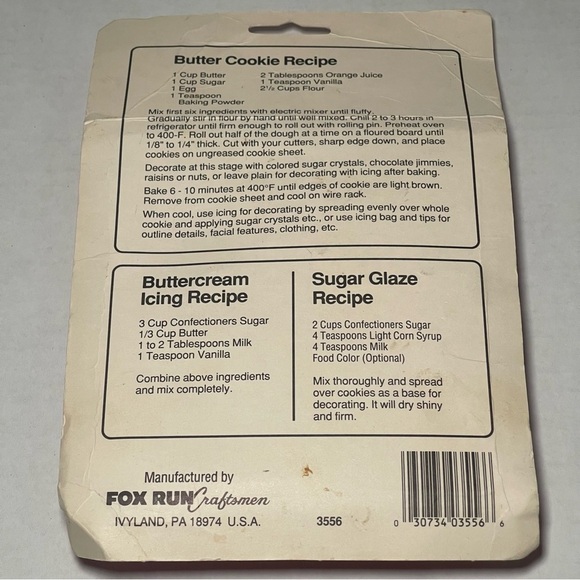 Butter Cookie Recipe
1 Cup Butter 2 Tablespoons Orange Juice
1 Cup Sugar 1 Teaspoon Vanilla
1 Egg 2½ Cups Flour
1 Teaspoon
Baking Powder
Mix first six ingredients with electric mixer until fluffy.
Gradually stir in flour by hand until well mixed. Chill 2 to 3 hours in
refrigerator until firm enough to roll out with rolling pin. Preheat oven
to 400-F. Roll out half of the dough at a time on a floured board until
1/8" to 1/4" thick. Cut with your cutters, sharp edge down, and place
cookies on ungreased cookie sheet.
Decorate at this stage with colored sugar crystals, chocolate jimmies,
raisins or nuts, or leave plain for decorating with icing after baking.
Bake 6 - 10 minutes at 400°F until edges of cookie are light brown.
Remove from cookie sheet and cool on wire rack.
When cool, use icing for decorating by spreading evenly over whole
cookie and applying sugar crystals etc., or use icing bag and tips for
outline details, facial features, clothing, etc.
Buttercream
Icing Recipe
3 Cup Confectioners Sugar
1/3 Cup Butter
1 to 2 Tablespoons Milk
1 Teaspoon Vanilla
Combine above ingredients
and mix completely.
Sugar Glaze
Recipe
2 Cups Confectioners Sugar
4 Teaspoons Light Corn Syrup
4 Teaspoons Milk
Food Color (Optional)
Mix thoroughly and spread
over cookies as a base for
decorating. It will dry shiny
and firm.
Manufactured by
FOX RUN Craftsmen
IVYLAND, PA 18974 U.S.A. 3556
0 30734 03556 6